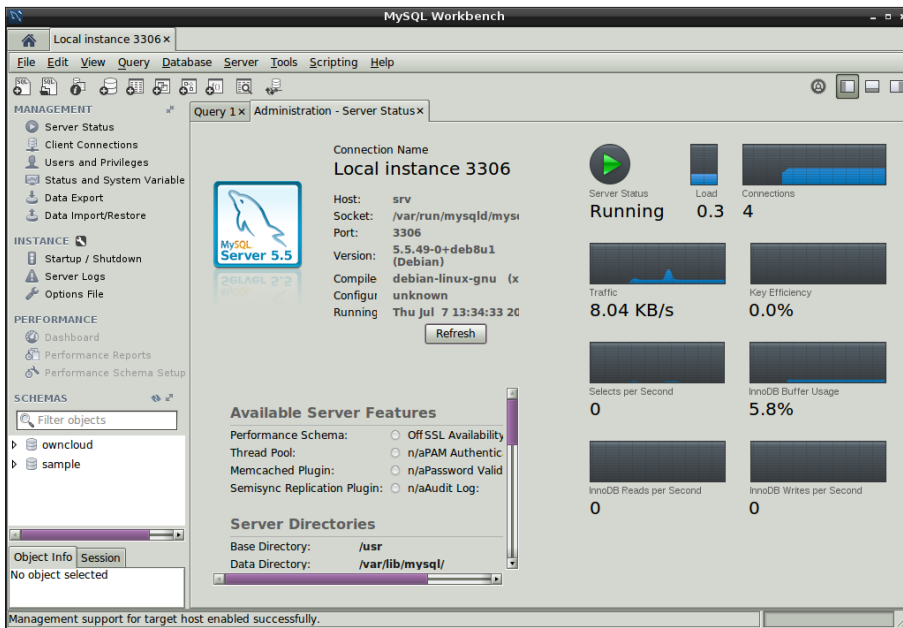 MySQL Workbench
Local instance 3306
File Edit View Query Database Server Tools Scripting Help
MANAGEMENT
Server Status
Client Connections
Users and Privileges
Status and System Variable
Data Export
Data Import/Restore
INSTANCE
Startup / Shutdown
Server Logs
Options File
PERFORMANCE
Dashboard
Performance Reports
Performance Schema Setup
SCHEMAS
Filter objects
owncloud
sample
Object Info Session
No object selected
Query 1 Administration - Server Status
MySQL
Server 5.5
Connection Name
Local instance 3306
Host: srv
Socket: /var/run/mysqld/myse
Port: 3306
Version: 5.5.49-0+deb8u1
(Debian)
Compile debian-linux-gnu (x
Configur unknown
Running Thu Jul 7 13:34:33 20
Refresh
Available Server Features
Performance Schema: Off SSL Availability
Thread Pool: n/a PAM Authentic
Memcached Plugin: n/a Password Valid
Semisync Replication Plugin: n/a Audit Log:
Server Directories
Base Directory: /usr
Data Directory: /var/lib/mysql/
Server Status Load Connections
Running 0.3 4
Traffic Key Efficiency
8.04 KB/s 0.0%
Selects per Second InnoDB Buffer Usage
0 5.8%
InnoDB Reads per Second InnoDB Writes per Second
0 0
Management support for target host enabled successfully.